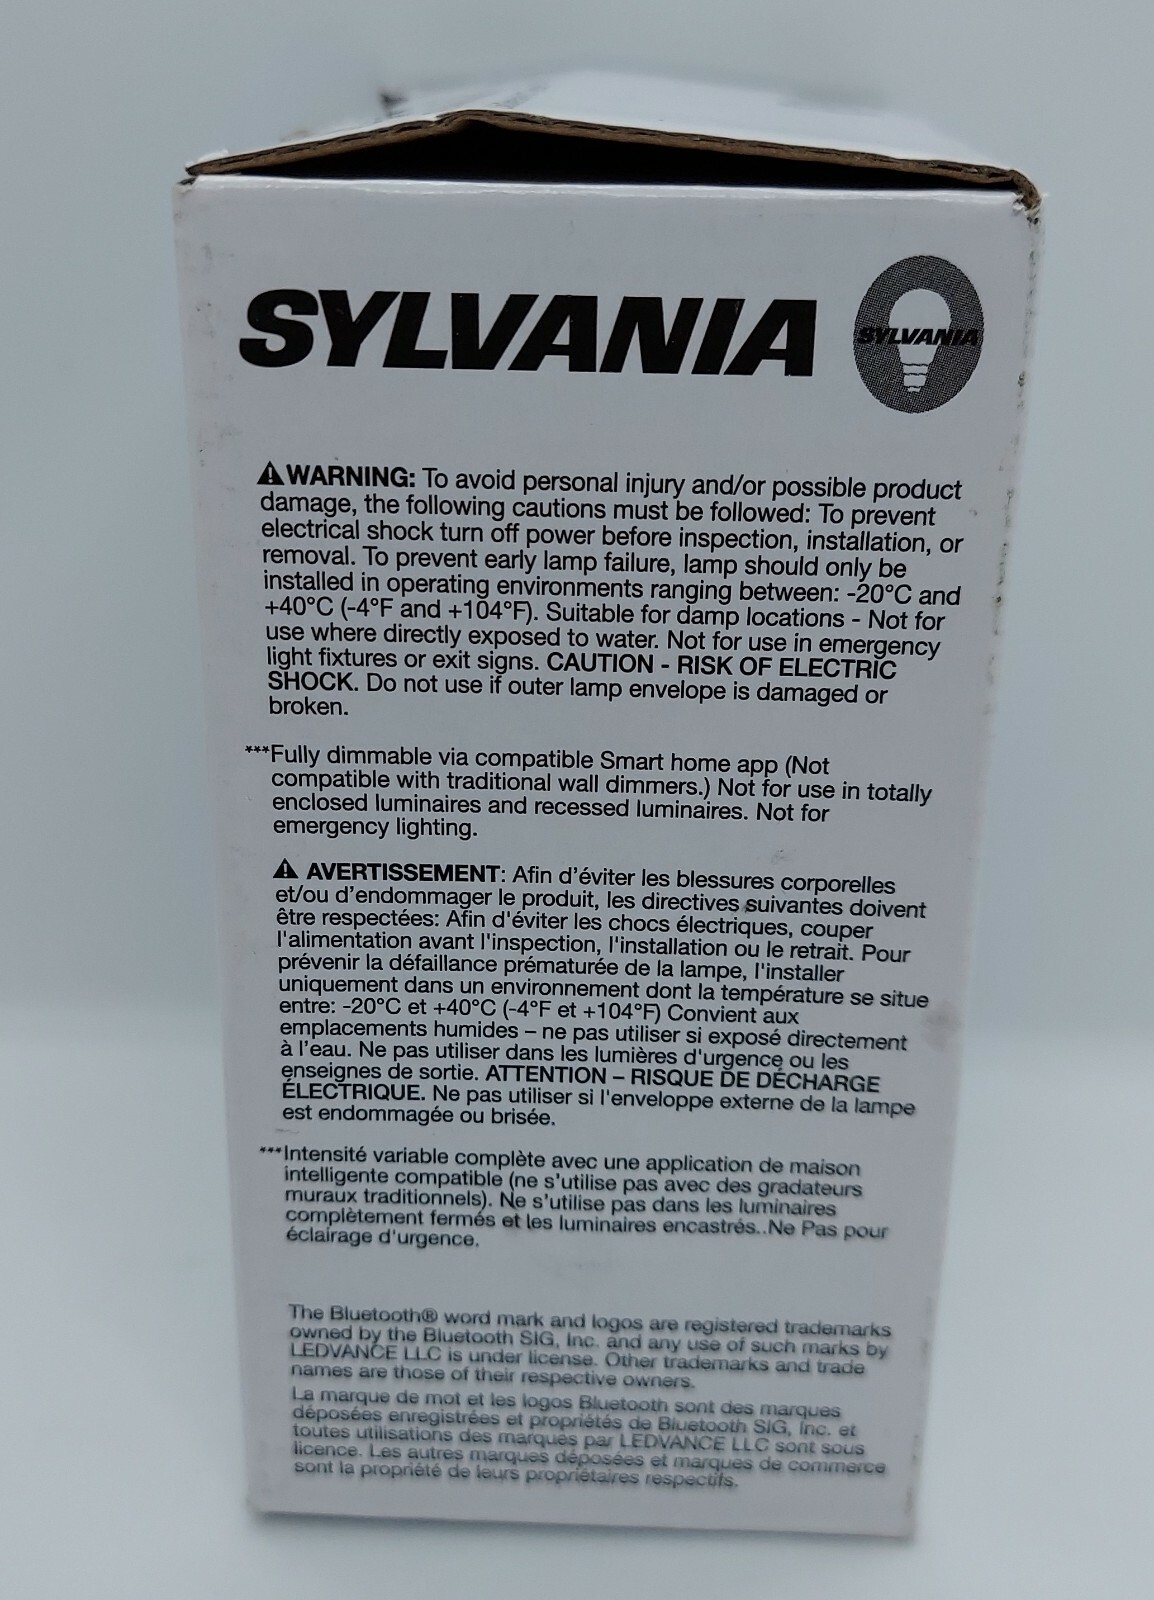 SYLVANIA
SYLVANIA
WARNING: To avoid personal injury and/or possible product
damage, the following cautions must be followed: To prevent
electrical shock turn off power before inspection, installation, or
removal. To prevent early lamp failure, lamp should only be
installed in operating environments ranging between: -20°C and
+40°C (-4°F and +104°F). Suitable for damp locations - Not for
use where directly exposed to water. Not for use in emergency
light fixtures or exit signs. CAUTION - RISK OF ELECTRIC
SHOCK. Do not use if outer lamp envelope is damaged or
broken.
***Fully dimmable via compatible Smart home app (Not
compatible with traditional wall dimmers.) Not for use in totally
enclosed luminaires and recessed luminaires. Not for
emergency lighting.
AVERTISSEMENT: Afin d'éviter les blessures corporelles
et/ou d'endommager le produit, les directives suivantes doivent
être respectées: Afin d'éviter les chocs électriques, couper
l'alimentation avant l'inspection, l'installation ou le retrait. Pour
prévenir la défaillance prématurée de la lampe, l'installer
uniquement dans un environnement dont la température se situe
entre: -20°C et +40°C (-4°F et +104°F) Convient aux
emplacements humides – ne pas utiliser si exposé directement
à l'eau. Ne pas utiliser dans les lumières d'urgence ou les
enseignes de sortie. ATTENTION – RISQUE DE DÉCHARGE
ÉLECTRIQUE. Ne pas utiliser si l'enveloppe externe de la lampe
est endommagée ou brisée.
***Intensité variable complète avec une application de maison
intelligente compatible (ne s'utilise pas avec des gradateurs
muraux traditionnels). Ne s'utilise pas dans les luminaires
complètement fermés et les luminaires encastrés..Ne Pas pour
éclairage d'urgence.
The Bluetooth® word mark and logos are registered trademarks
owned by the Bluetooth SIG, Inc. and any use of such marks by
LEDVANCE LLC is under license. Other trademarks and trade
names are those of their respective owners.
La marque de mot et les logos Bluetooth sont des marques
déposées enregistrées et propriétés de Bluetooth SIG, Inc. et
toutes utilisations des marques par LEDVANCE LLC sont sous
licence. Les autres marques déposées et marques de commerce
sont la propriété de leurs propriétaires respectifs.